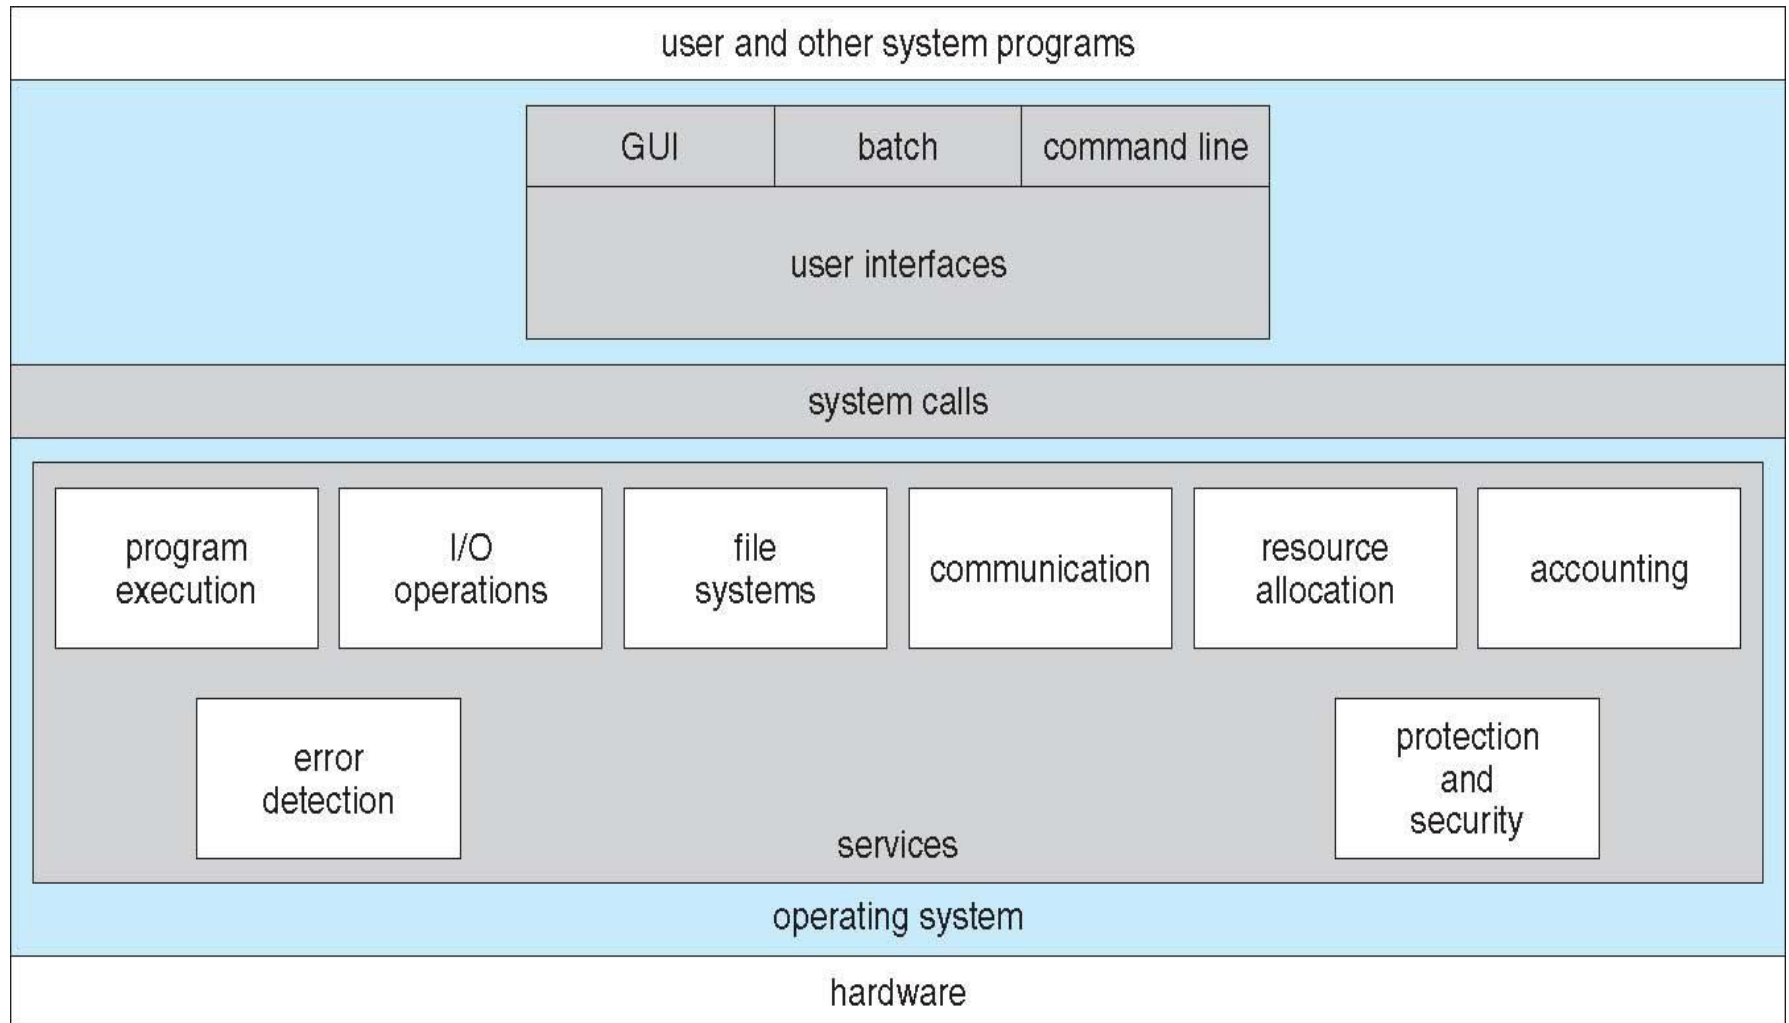 user and other system programs
GUI
batch
command line
user interfaces
system calls
program
execution
I/O
operations
file
systems
communication
resource
allocation
accounting
error
detection
protection
and
security
services
operating system
hardware